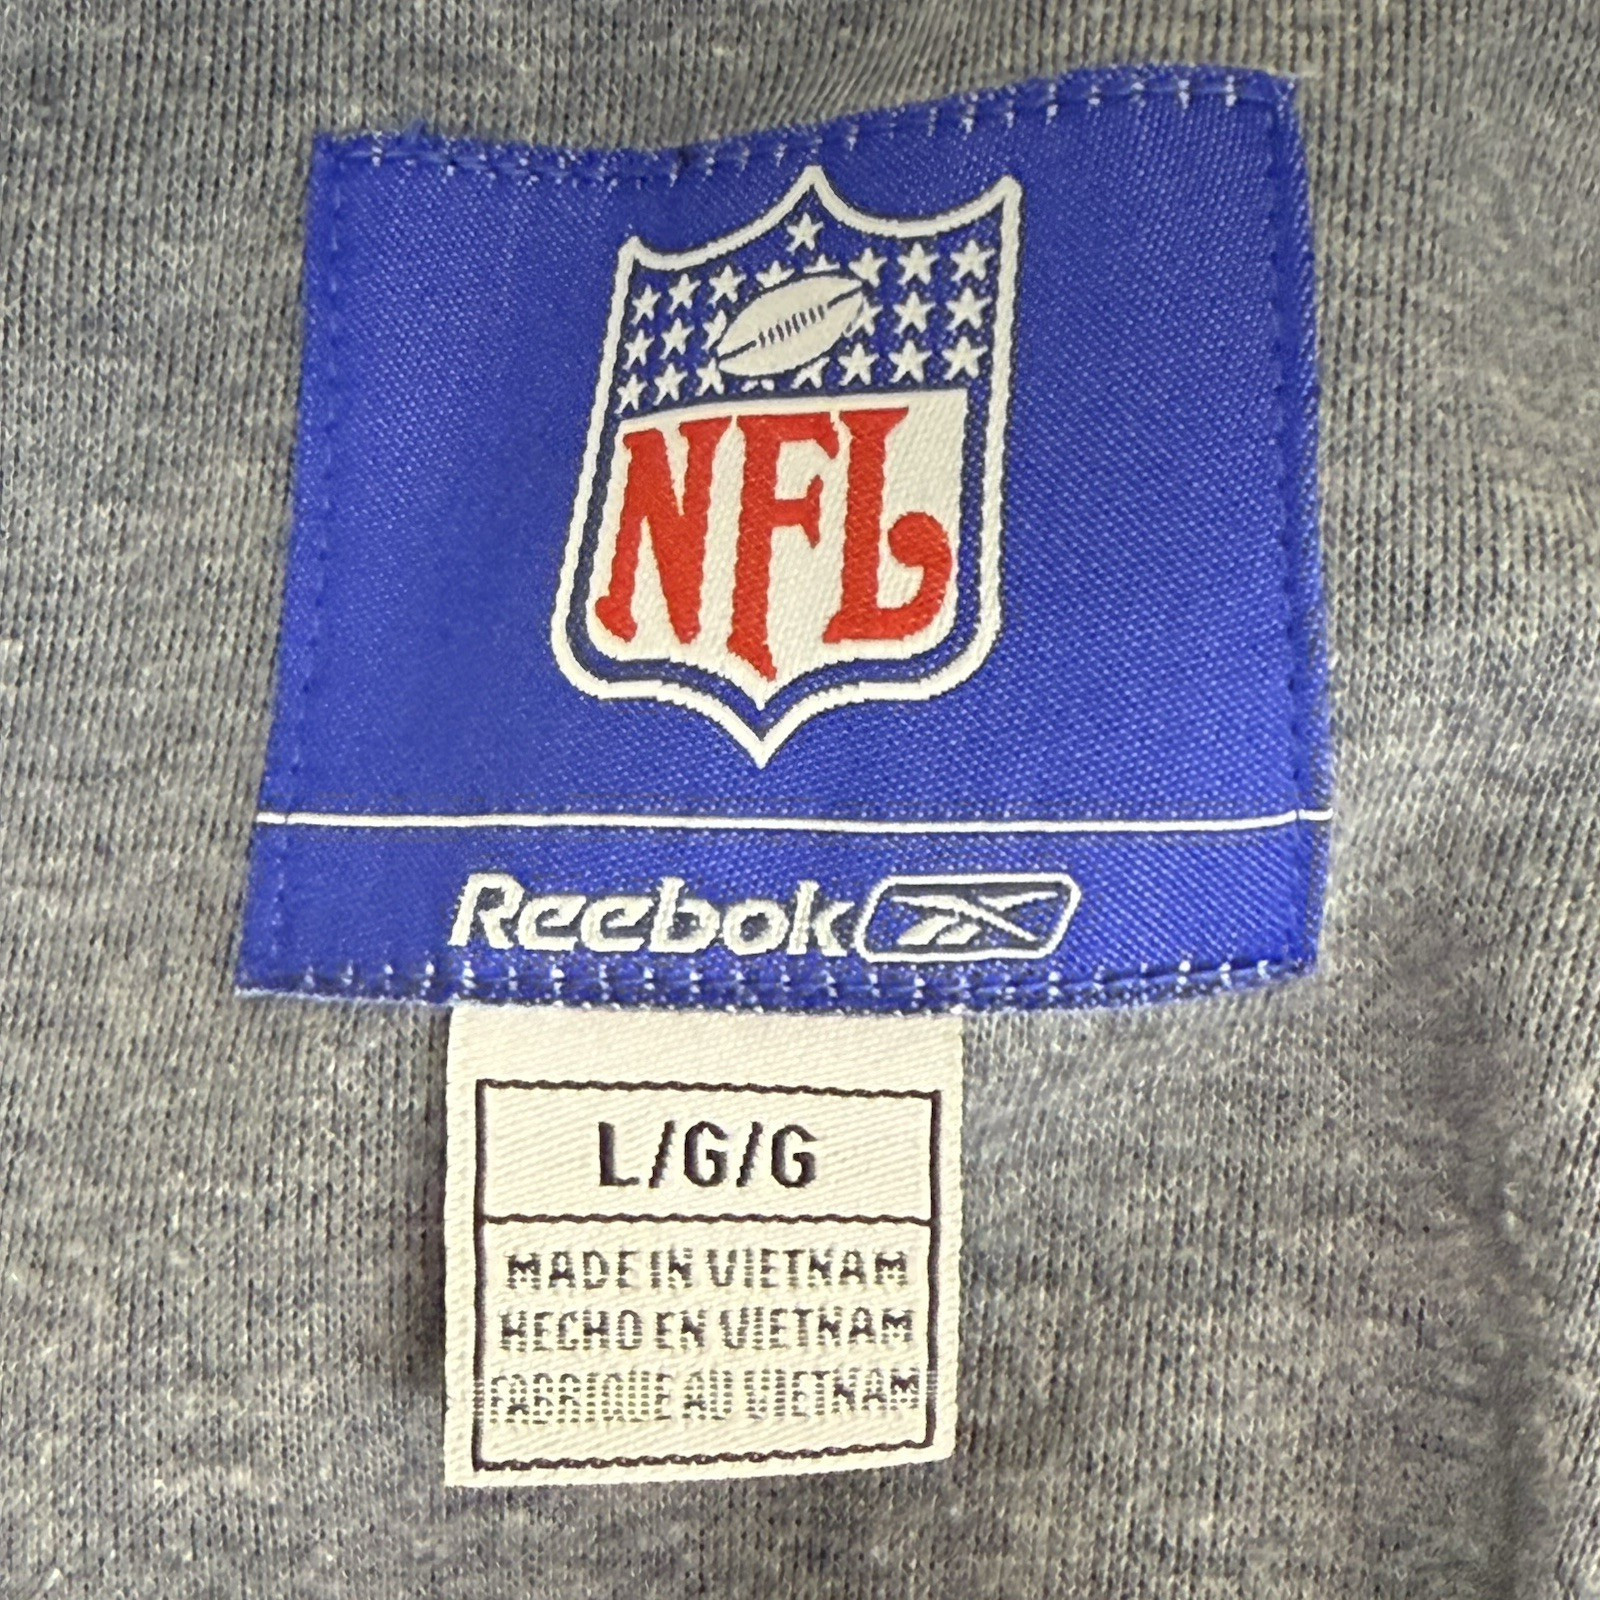 NFL
Reebok
L/G/G
MADE IN VIETNAM
HECHO EN VIETNAM
FABRIQUE AU VIETNAM